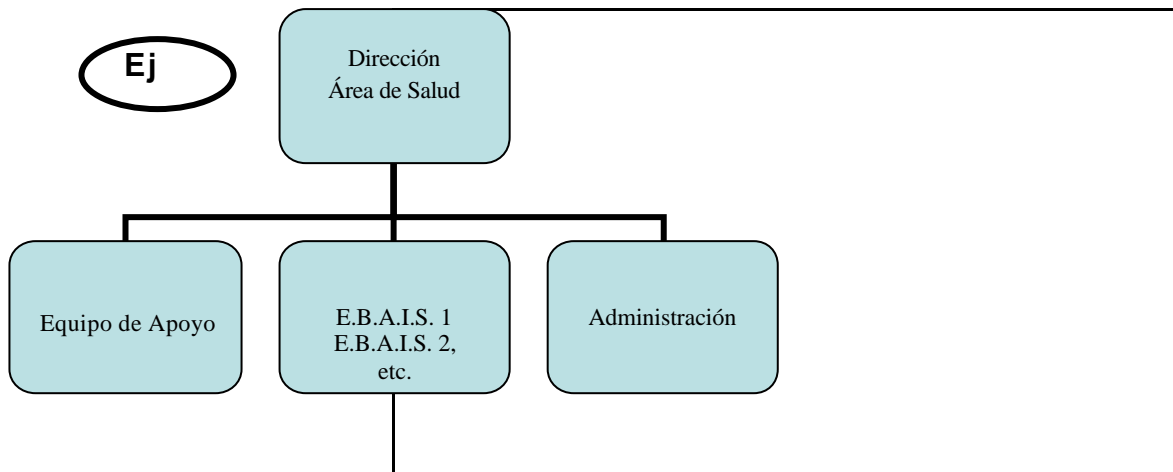 Ej
Dirección
Área de Salud
Equipo de Apoyo
E.B.A.I.S. 1
E.B.A.I.S. 2,
etc.
Administración